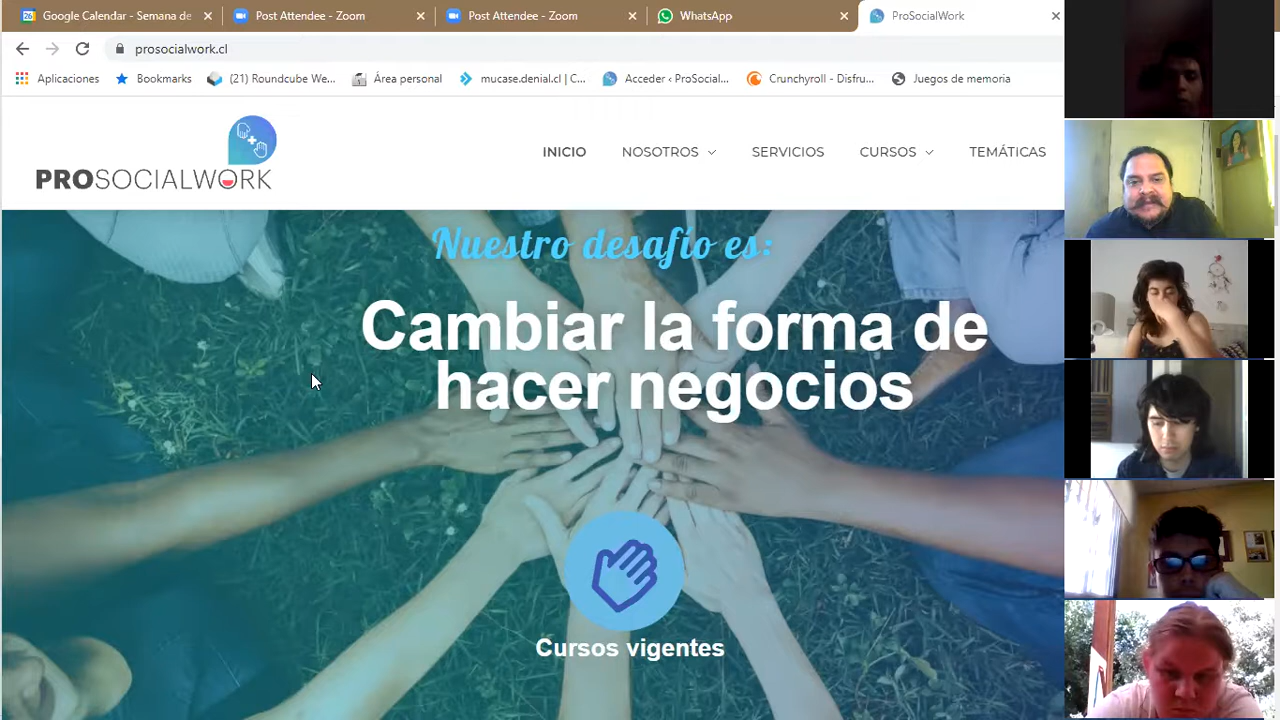 Google Calendar - Semana de
Post Attendee - Zoom
Post Attendee - Zoom
WhatsApp
ProSocialWork
prosocialwork.cl
Aplicaciones
Bookmarks
(21) Roundcube We...
Área personal
mucase.denial.cl | C...
Acceder ‹ ProSocial...
Crunchyroll - Disfru...
Juegos de memoria
PROSOCIALWORK
INICIO
NOSOTROS
SERVICIOS
CURSOS
TEMÁTICAS
Nuestro desafío es:
Cambiar la forma de
hacer negocios
Cursos vigentes